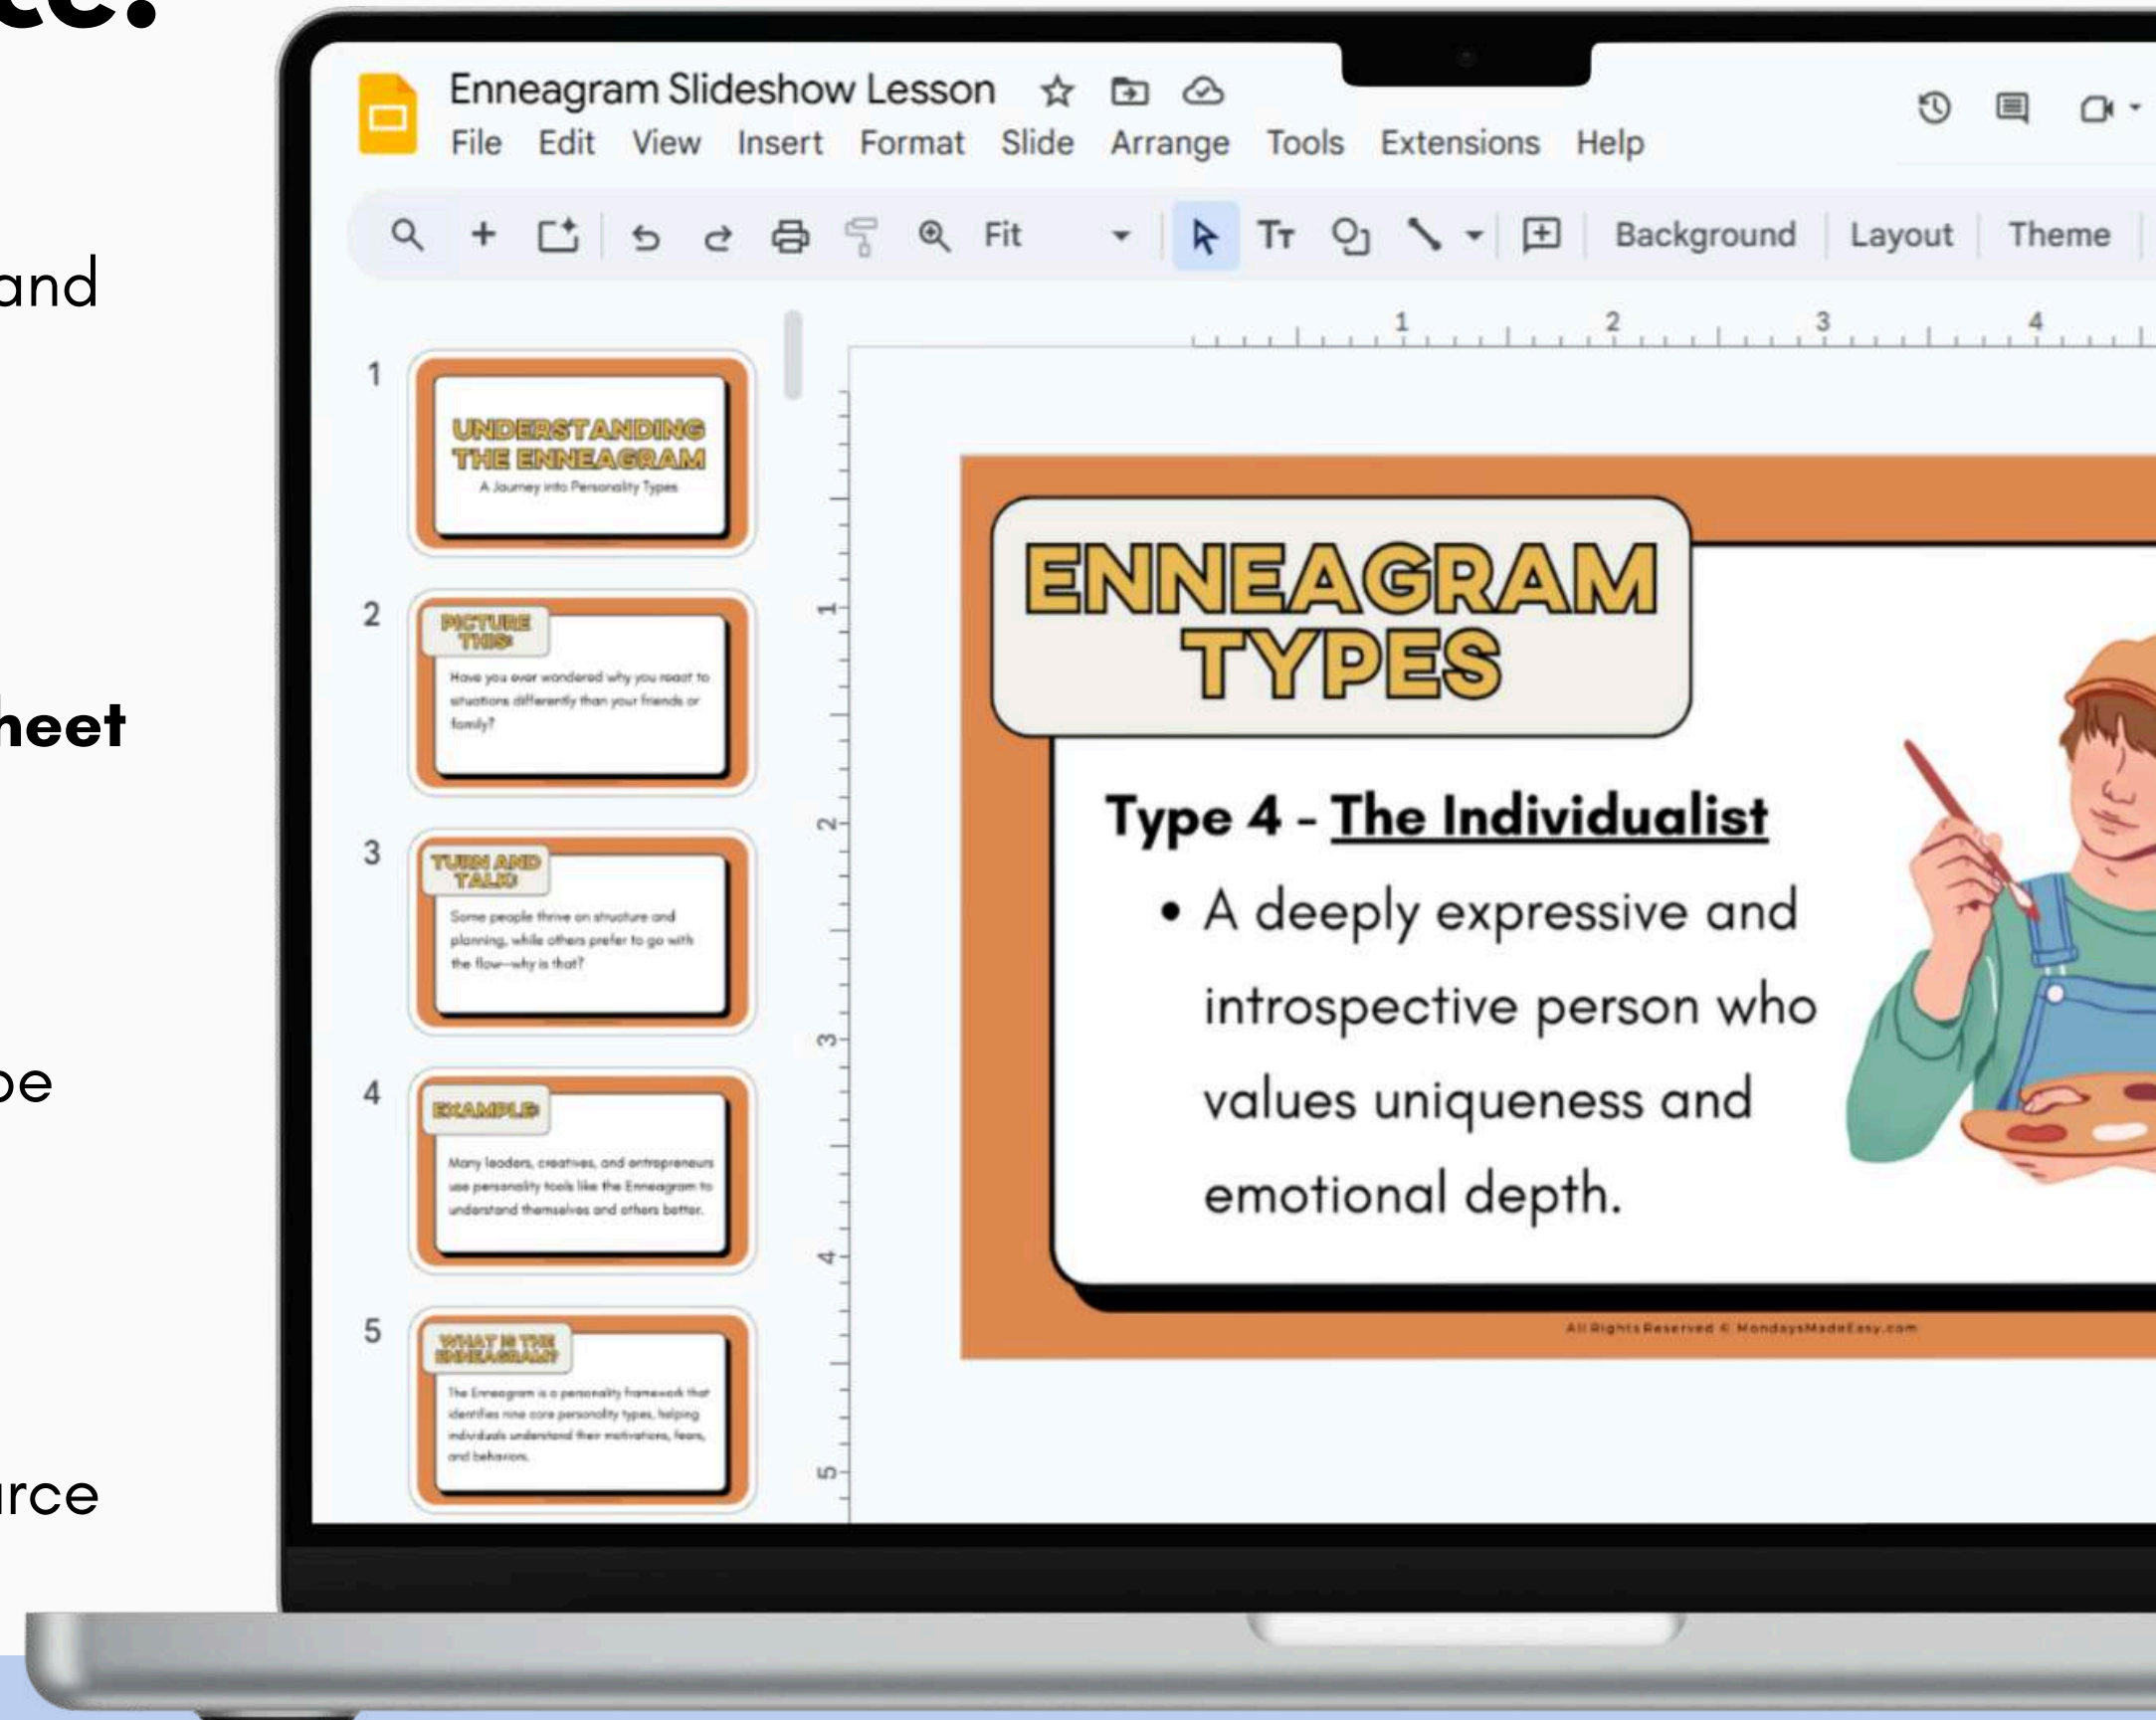 and
Enneagram Slideshow Lesson
File Edit View Insert Format Slide Arrange Tools Extensions Help
Fit Background Layout Theme
1 2 3 4
1
UNDERSTANDING
THE ENNEAGRAM
A Journey into Personality Types
2
PICTURE
THIS:
Have you ever wondered why you react to
situations differently than your friends or
family?
3
TURN AND
TALK:
Some people thrive on structure and
planning, while others prefer to go with
the flow—why is that?
4
EXAMPLE:
Many leaders, creatives, and entrepreneurs
use personality tools like the Enneagram to
understand themselves and others better.
5
WHAT IS THE
ENNEAGRAM?
The Enneagram is a personality framework that
identifies nine core personality types, helping
individuals understand their motivations, fears,
and behaviors.
1
2
3
4
5
ENNEAGRAM
TYPES
Type 4 - The Individualist
• A deeply expressive and
introspective person who
values uniqueness and
emotional depth.
All Rights Reserved © MondaysMadeEasy.com